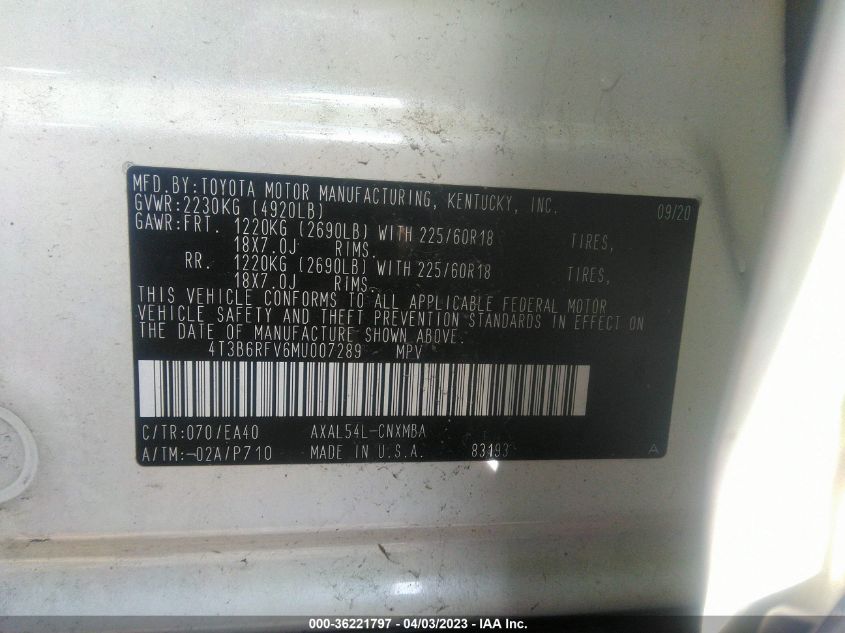 MFD.BY:TOYOTA MOTOR MANUFACTURING, KENTUCKY, INC. 09/20
GVWR:2230KG (4920LB)
GAWR:FRT. 1220KG (2690LB) WITH 225/60R18 TIRES,
18X7.0J RIMS.
RR. 1220KG (2690LB) WITH 225/60R18 TIRES,
18X7.0J RIMS.
THIS VEHICLE CONFORMS TO ALL APPLICABLE FEDERAL MOTOR
VEHICLE SAFETY AND THEFT PREVENTION STANDARDS IN EFFECT ON
THE DATE OF MANUFACTURE SHOWN ABOVE.
4T3B6RFV6MU007289 MPV
C/TR:070/EA40 AXAL54L-CNXMBA
A/TM:-02A/P710 MADE IN U.S.A. 83493 A
000-36221797 - 04/03/2023 - IAA Inc.